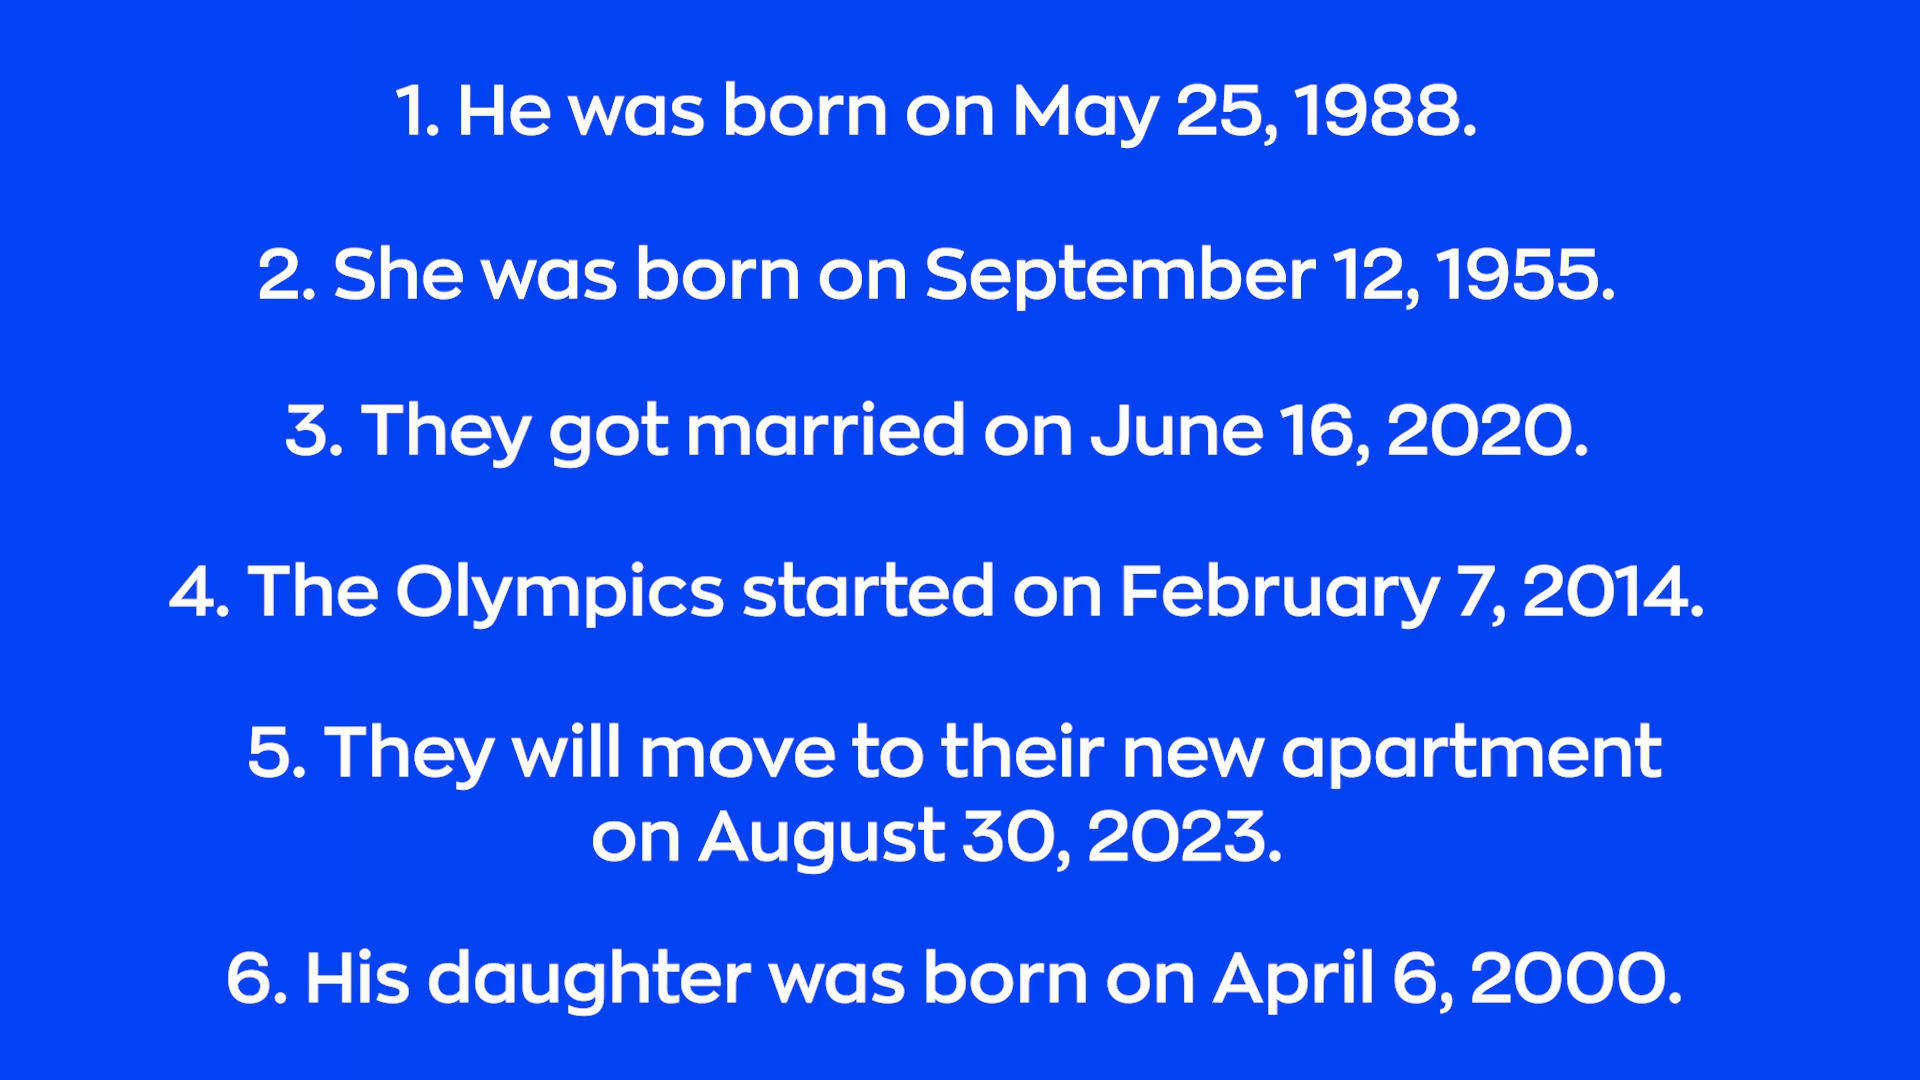 1. He was born on May 25, 1988.
2. She was born on September 12, 1955.
3. They got married on June 16, 2020.
4. The Olympics started on February 7, 2014.
5. They will move to their new apartment
on August 30, 2023.
6. His daughter was born on April 6, 2000.